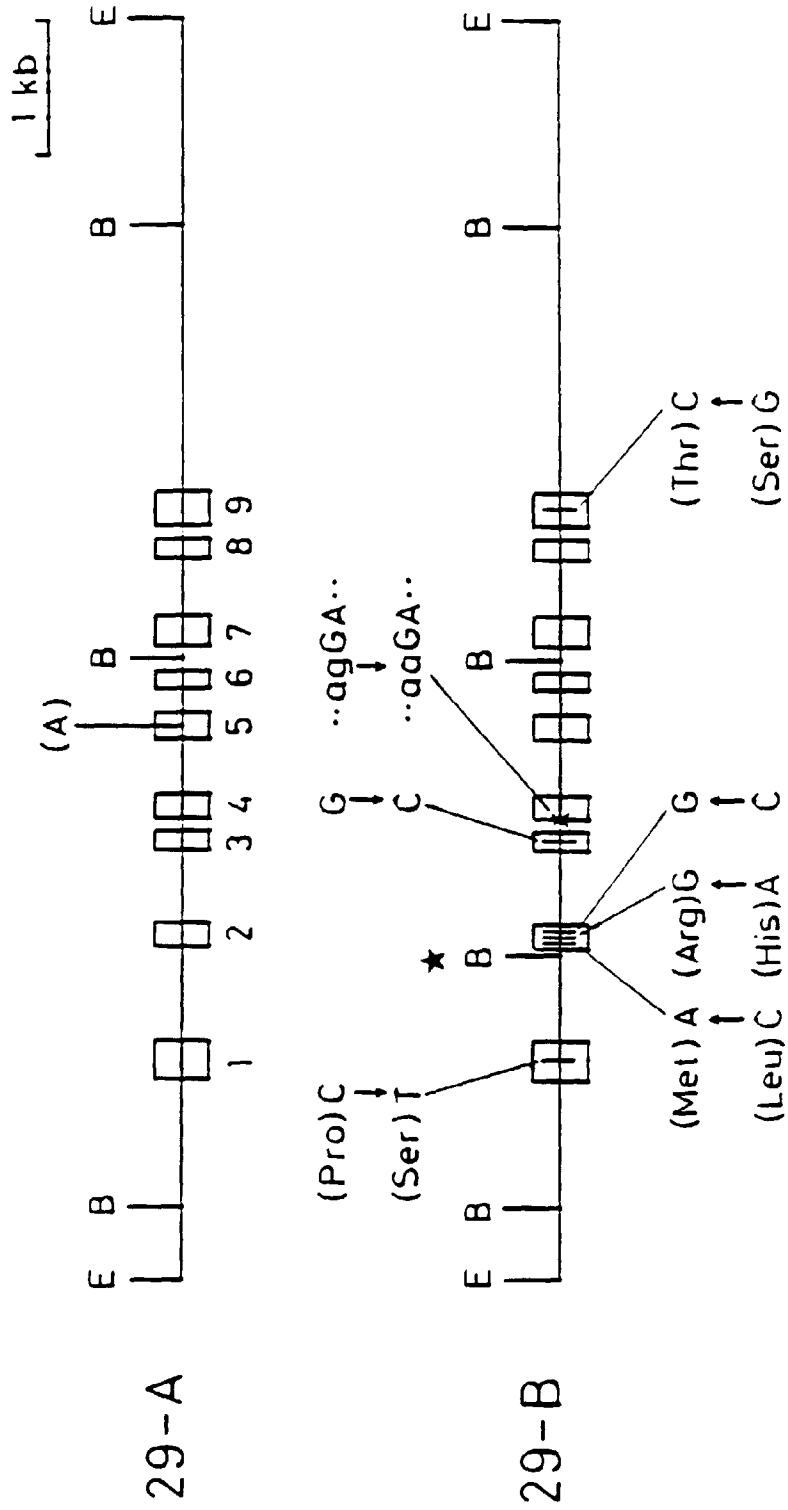 1 kb
29-A
E B B B E
(A)
1 2 3 4 5 6 7 8 9
29-B
(Pro) C → (Ser) T
G → C
..agGA.. → ..aaGA..
E B ★ B B B E
(Met) A ← (Leu) C
(Arg) G ← (His) A
G ← C
(Thr) C ← (Ser) G